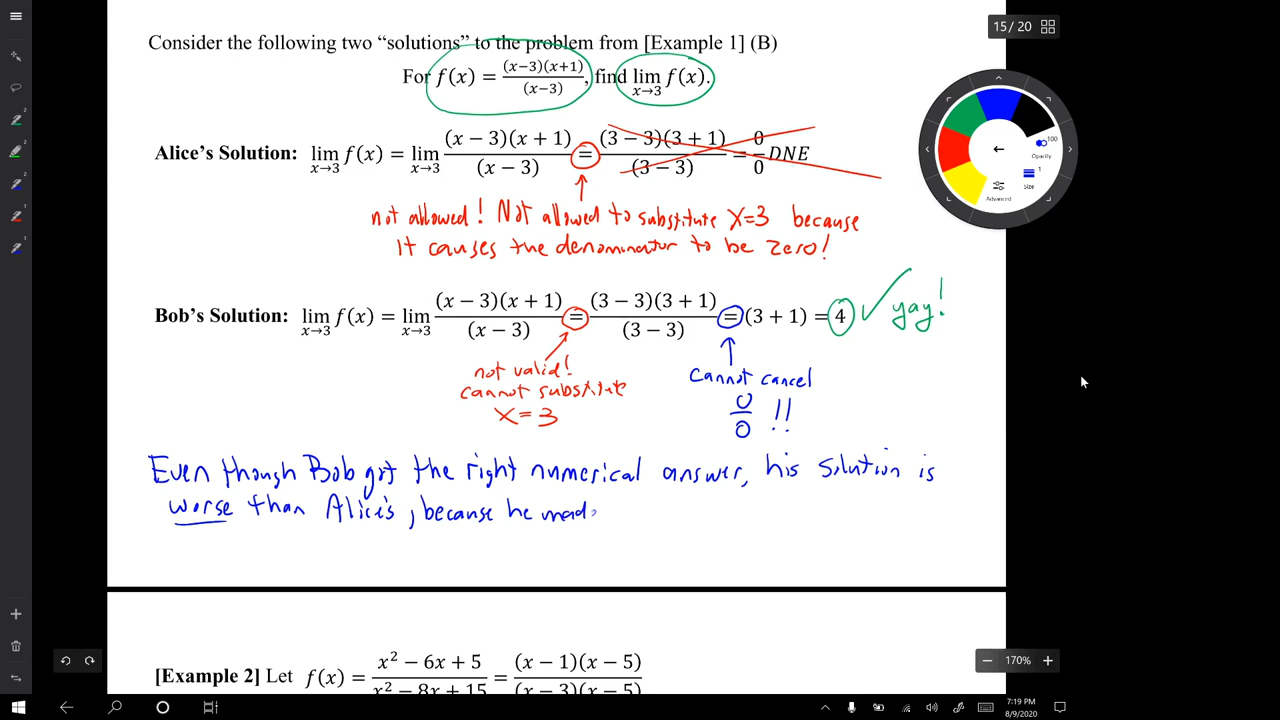 15/20
Consider the following two “solutions” to the problem from [Example 1] (B)
For f(x) = (x−3)(x+1)/(x−3), find lim x→3 f(x).
100
Opacity
1
Size
Advanced
Alice’s Solution: lim x→3 f(x) = lim x→3 (x − 3)(x + 1)/(x − 3) = (3 − 3)(3 + 1)/(3 − 3) = 0/0 DNE
not allowed! Not allowed to substitute X=3 because
it causes the denominator to be zero!
Bob’s Solution: lim x→3 f(x) = lim x→3 (x − 3)(x + 1)/(x − 3) = (3 − 3)(3 + 1)/(3 − 3) = (3 + 1) = 4 ✓ yay!
not valid!
cannot substitute
X=3
Cannot cancel
0/0 !!
Even though Bob got the right numerical answer, his solution is
worse than Alice's, because he mad
[Example 2] Let f(x) = x² − 6x + 5/x² − 8x + 15 = (x − 1)(x − 5)/(x − 3)(x − 5)
170%
7:19 PM
8/9/2020